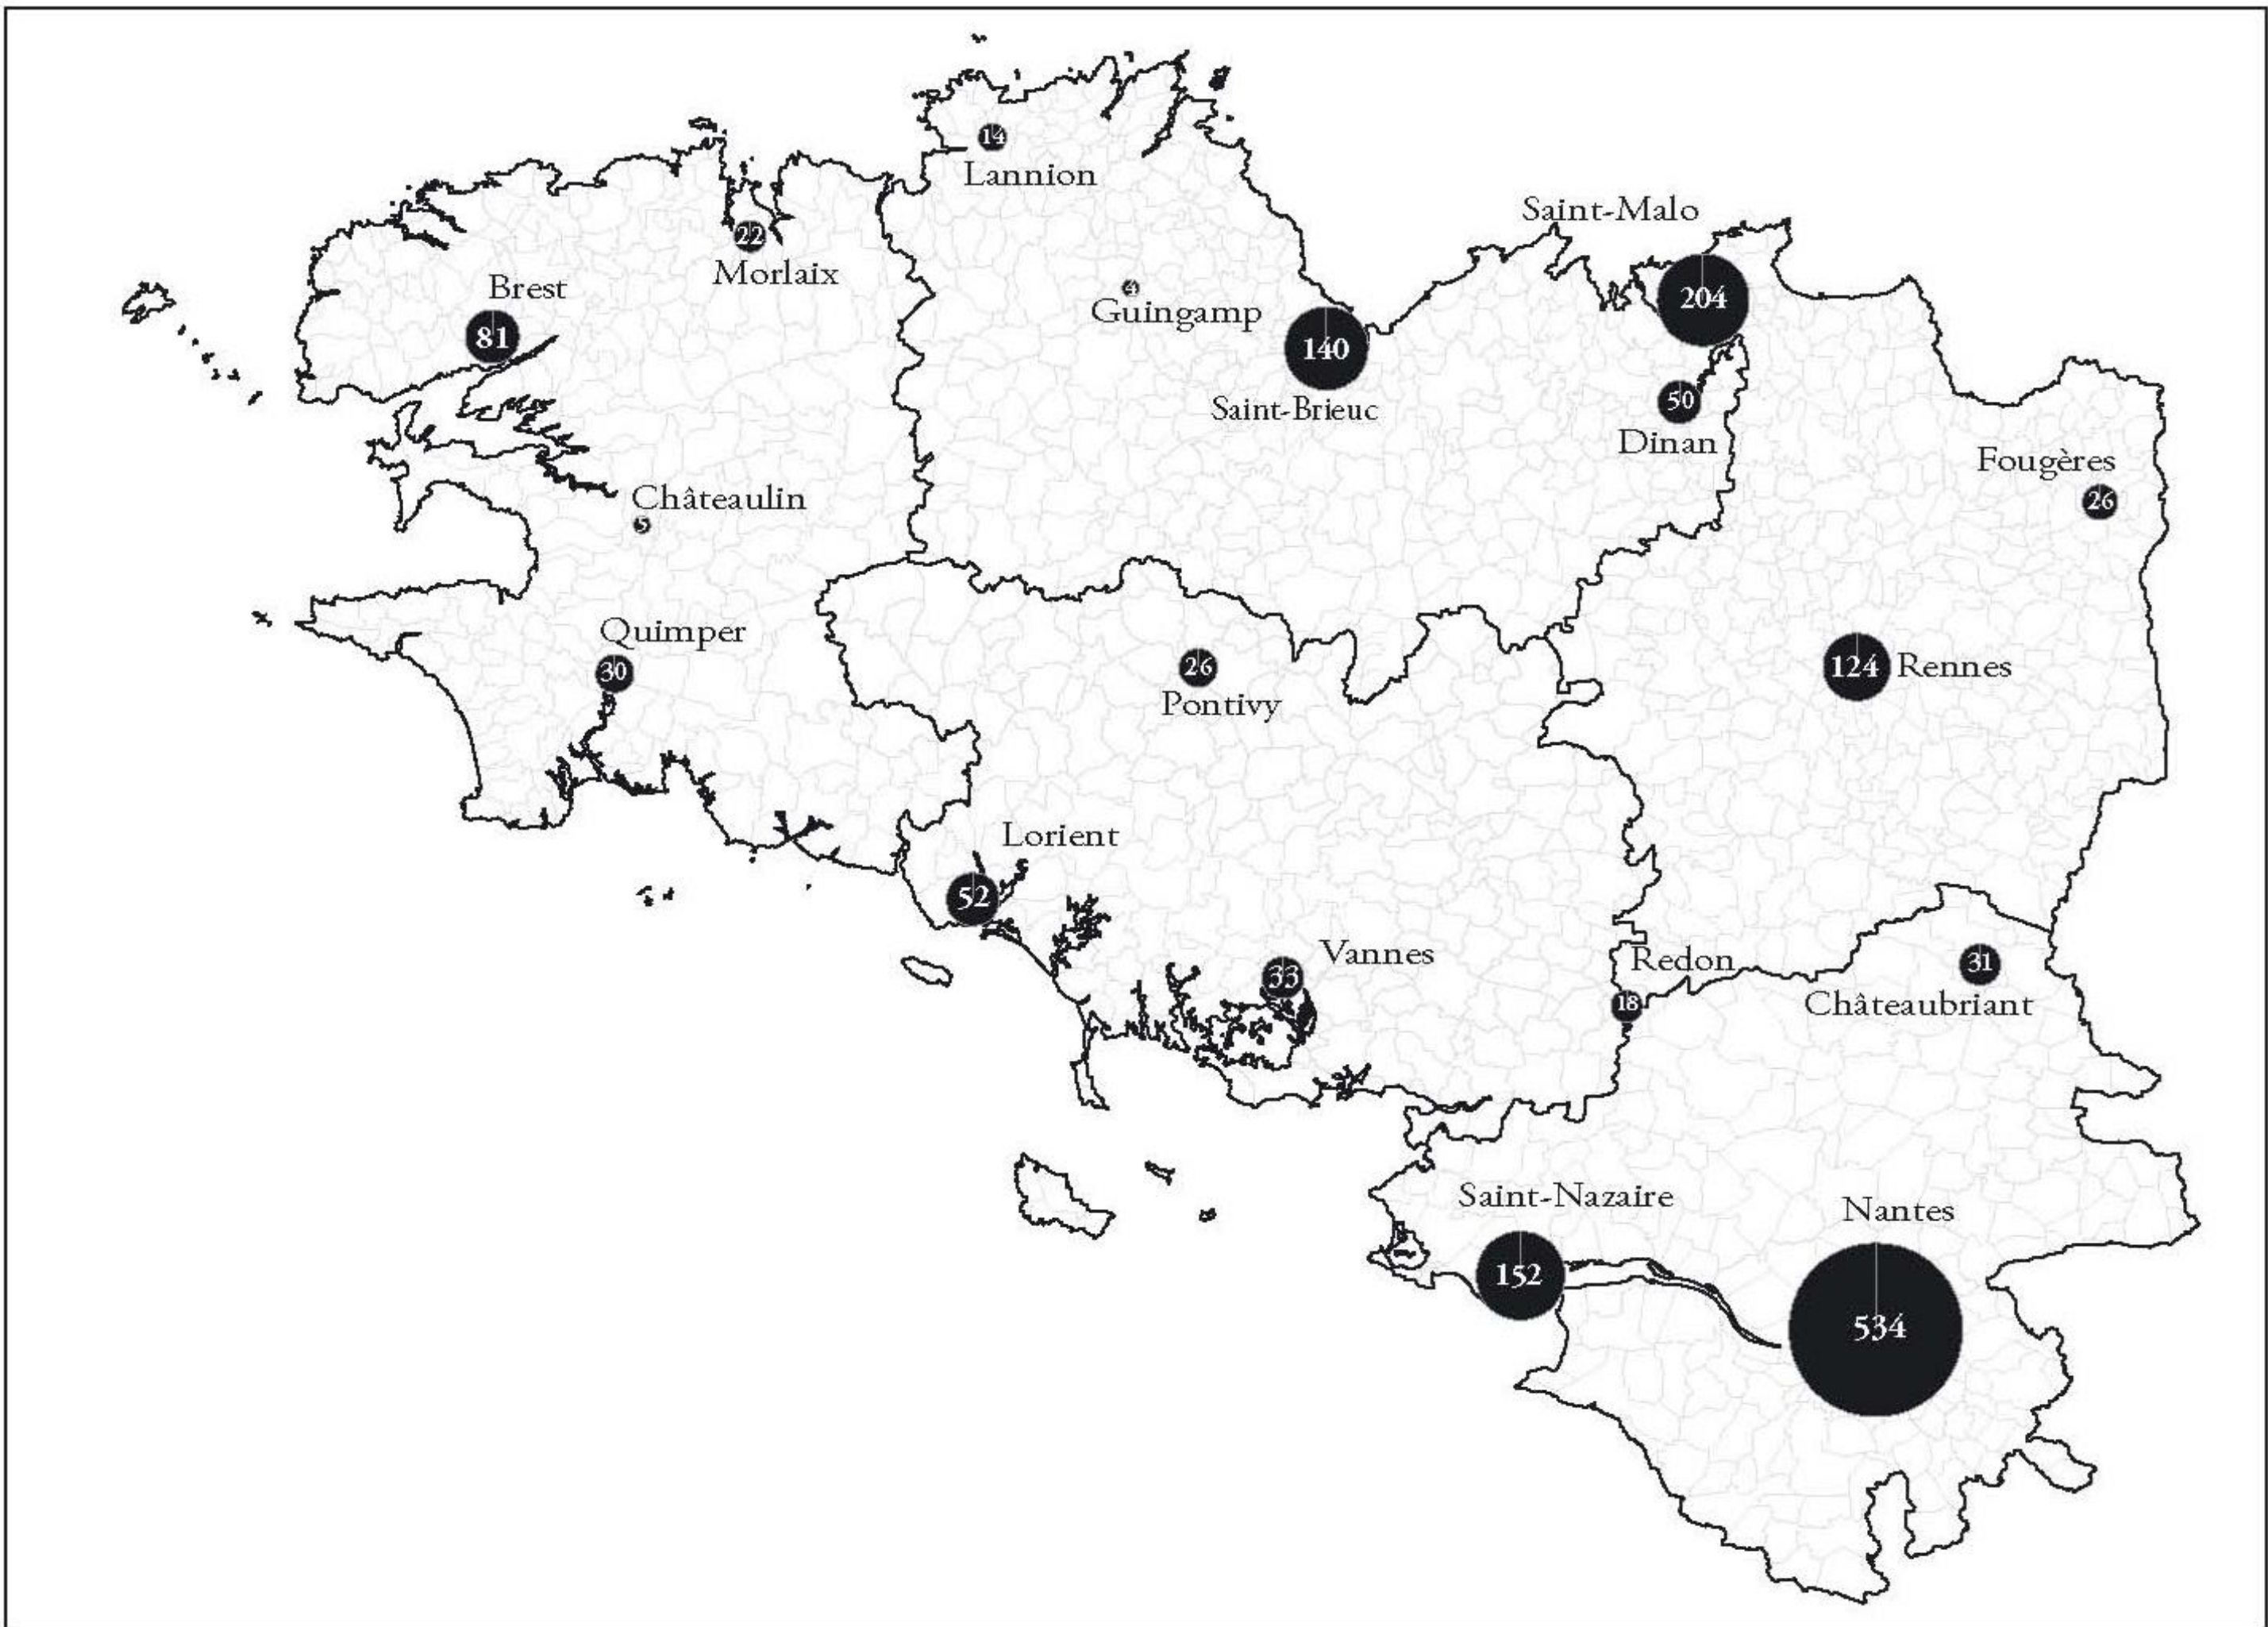 14
Lannion
Saint-Malo
22
Morlaix
Brest
81
4
Guingamp
204
140
Saint-Brieuc
50
Dinan
Fougères
26
Châteaulin
5
Quimper
30
26
Pontivy
124 Rennes
Lorient
52
Vannes
33
Redon
18
31
Châteaubriant
Saint-Nazaire
152
Nantes
534